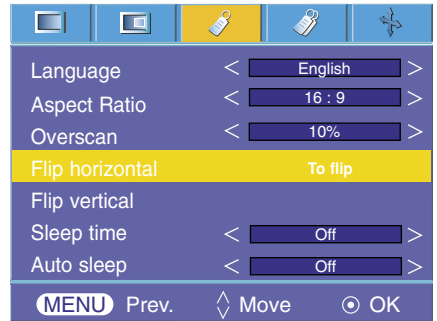 Language < English >
Aspect Ratio < 16 : 9 >
Overscan < 10% >
Flip horizontal To flip
Flip vertical
Sleep time < Off >
Auto sleep < Off >
MENU Prev. Move OK